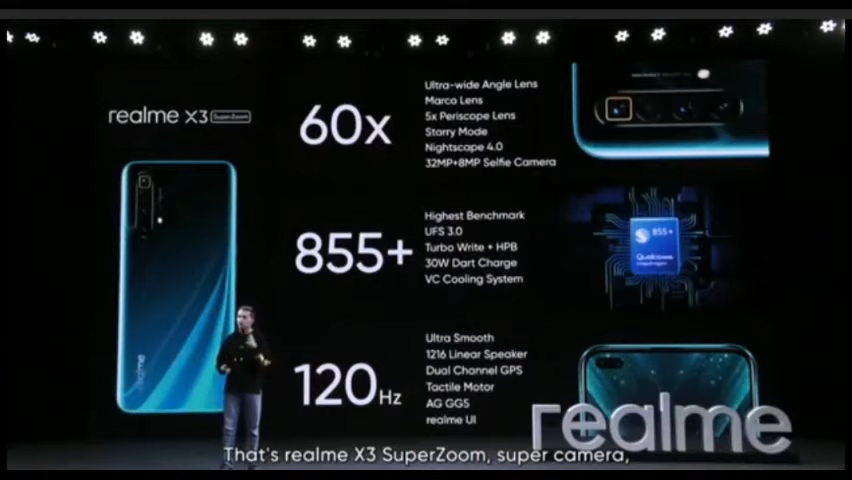 realme X3 SuperZoom
60x
Ultra-wide Angle Lens
Marco Lens
5x Periscope Lens
Starry Mode
Nightscape 4.0
32MP+8MP Selfie Camera
855+
Highest Benchmark
UFS 3.0
Turbo Write + HPB
30W Dart Charge
VC Cooling System
855+
Qualcomm
snapdragon
120Hz
Ultra Smooth
1216 Linear Speaker
Dual Channel GPS
Tactile Motor
AG GG5
realme UI
realme
realme
That's realme X3 SuperZoom, super camera,